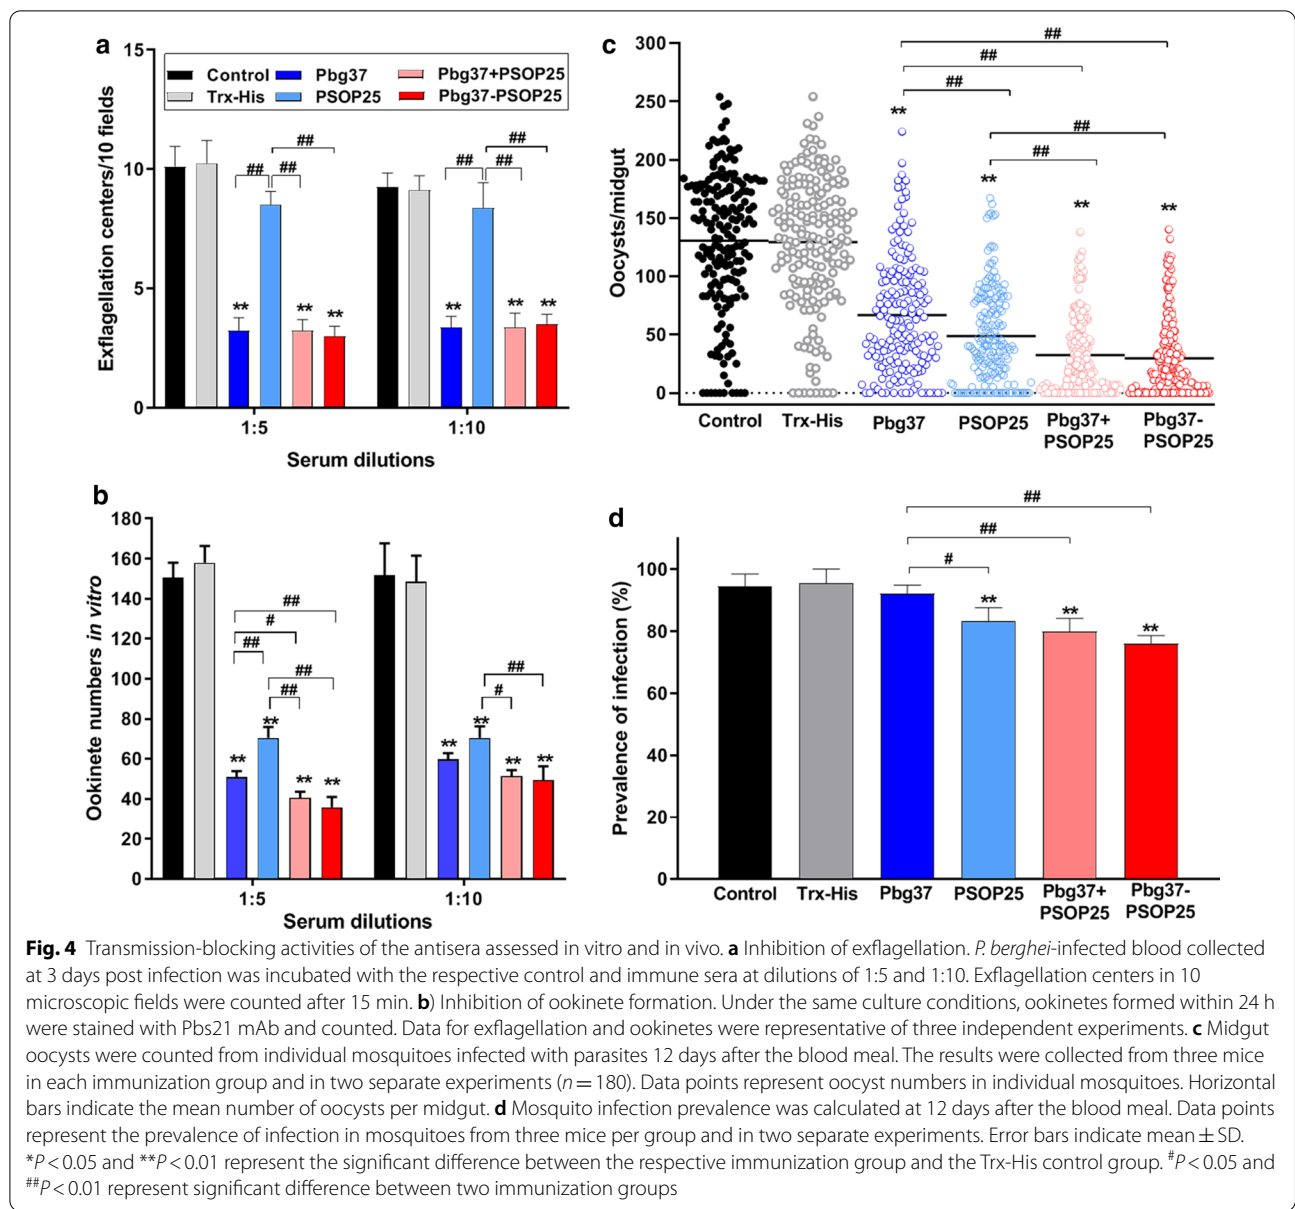 a
15
10
5
0
Exflagellation centers/10 fields
Control
Pbg37
Pbg37+PSOP25
Trx-His
PSOP25
Pbg37-PSOP25
##
##
##
##
##
##
**
**
**
**
**
**
1:5
1:10
Serum dilutions
c
300
250
200
150
100
50
0
Oocysts/midgut
##
##
##
##
##
**
**
**
**
Control
Trx-His
Pbg37
PSOP25
Pbg37+
PSOP25
Pbg37-
PSOP25
b
180
160
140
120
100
80
60
40
20
0
Ookinete numbers in vitro
##
#
##
##
##
##
#
**
**
**
**
**
**
**
**
1:5
1:10
Serum dilutions
d
100
80
60
40
20
0
Prevalence of infection (%)
##
##
#
**
**
**
Control
Trx-His
Pbg37
PSOP25
Pbg37+
PSOP25
Pbg37-
PSOP25
Fig. 4 Transmission-blocking activities of the antisera assessed in vitro and in vivo. a Inhibition of exflagellation. P. berghei-infected blood collected
at 3 days post infection was incubated with the respective control and immune sera at dilutions of 1:5 and 1:10. Exflagellation centers in 10
microscopic fields were counted after 15 min. b) Inhibition of ookinete formation. Under the same culture conditions, ookinetes formed within 24 h
were stained with Pbs21 mAb and counted. Data for exflagellation and ookinetes were representative of three independent experiments. c Midgut
oocysts were counted from individual mosquitoes infected with parasites 12 days after the blood meal. The results were collected from three mice
in each immunization group and in two separate experiments (n = 180). Data points represent oocyst numbers in individual mosquitoes. Horizontal
bars indicate the mean number of oocysts per midgut. d Mosquito infection prevalence was calculated at 12 days after the blood meal. Data points
represent the prevalence of infection in mosquitoes from three mice per group and in two separate experiments. Error bars indicate mean ± SD.
*P < 0.05 and **P < 0.01 represent the significant difference between the respective immunization group and the Trx-His control group. #P < 0.05 and
##P < 0.01 represent significant difference between two immunization groups